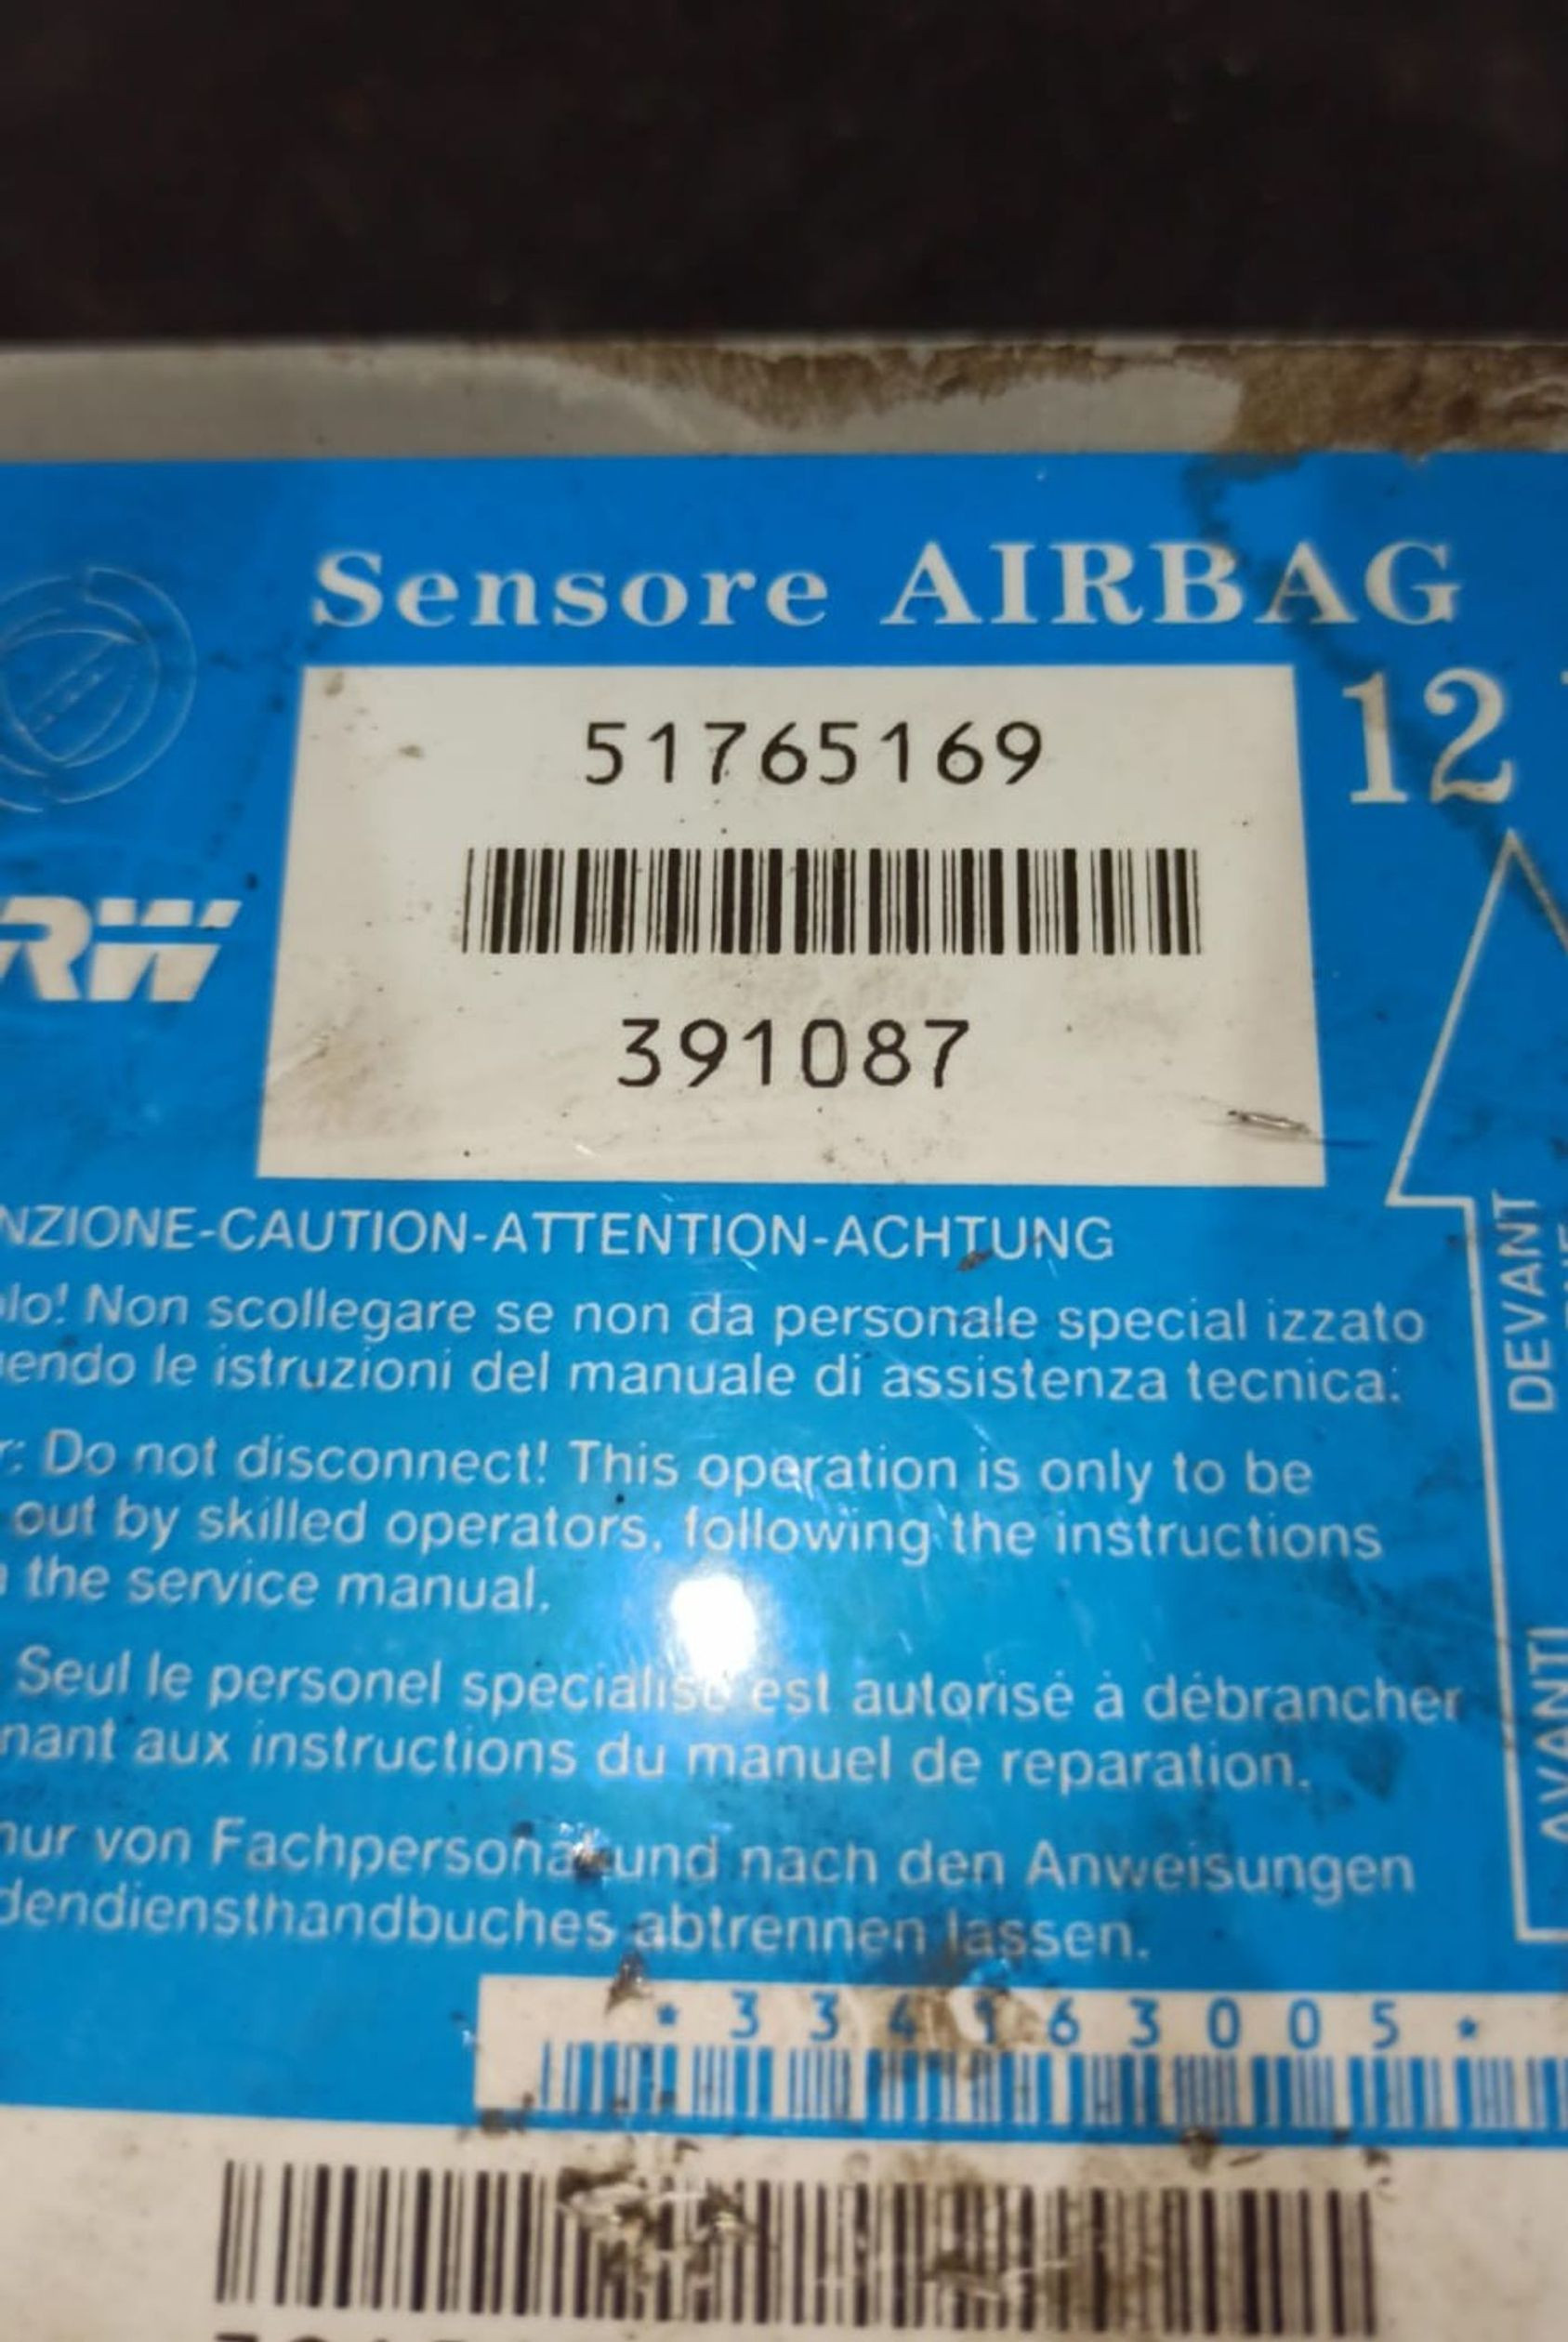 Sensore AIRBAG
51765169
12
RW
391087
NZIONE-CAUTION-ATTENTION-ACHTUNG
lo! Non scollegare se non da personale special izzato
endo le istruzioni del manuale di assistenza tecnica:
r: Do not disconnect! This operation is only to be
out by skilled operators, following the instructions
the service manual.
Seul le personel specialisé est autorisé à débrancher
nant aux instructions du manuel de reparation.
nur von Fachpersonal und nach den Anweisungen
dendiensthandbuches abtrennen lassen.
DEVANT
AVANTI
*334163005*